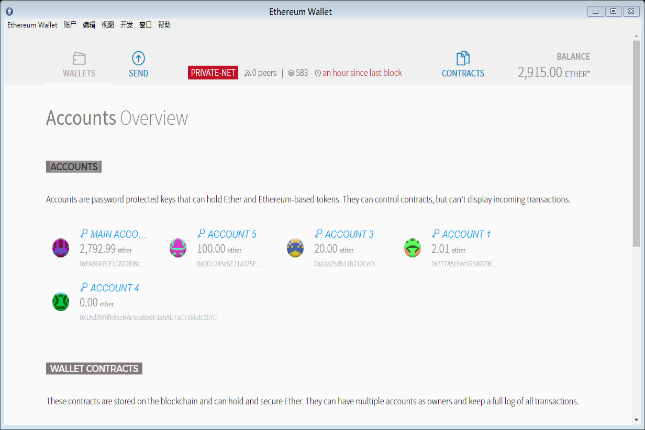 Ethereum Wallet
Ethereum Wallet 账户 编辑 视图 开发 窗口 帮助
WALLETS
SEND
PRIVATE-NET 0 peers | 583 an hour since last block
CONTRACTS
BALANCE
2,915.00 ETHER*
Accounts Overview
ACCOUNTS
Accounts are password protected keys that can hold Ether and Ethereum-based tokens. They can control contracts, but can't display incoming transactions.
MAIN ACCO...
2,792.99 ether
ACCOUNT 5
100.00 ether
ACCOUNT 3
20.00 ether
ACCOUNT 1
2.01 ether
ACCOUNT 4
0.00 ether
WALLET CONTRACTS
These contracts are stored on the blockchain and can hold and secure Ether. They can have multiple accounts as owners and keep a full log of all transactions.